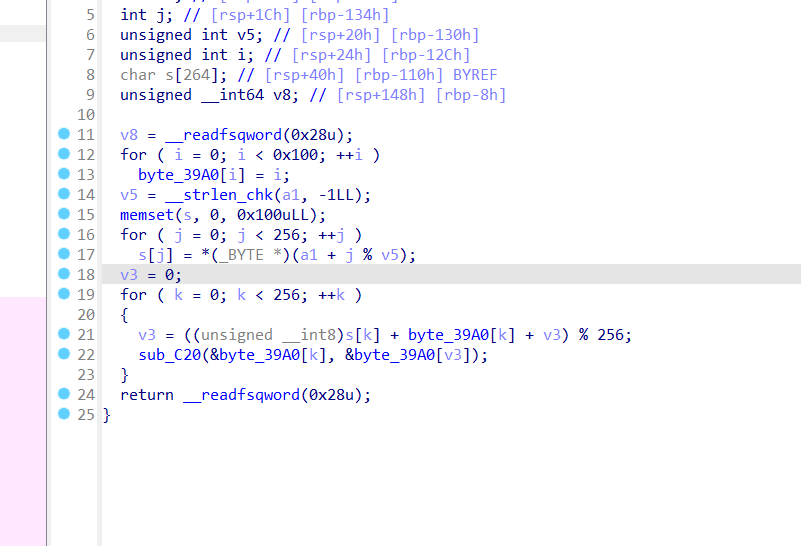 5 int j; // [rsp+1Ch] [rbp-134h]
6 unsigned int v5; // [rsp+20h] [rbp-130h]
7 unsigned int i; // [rsp+24h] [rbp-12Ch]
8 char s[264]; // [rsp+40h] [rbp-110h] BYREF
9 unsigned __int64 v8; // [rsp+148h] [rbp-8h]
10
11 v8 = __readfsqword(0x28u);
12 for ( i = 0; i < 0x100; ++i )
13 byte_39A0[i] = i;
14 v5 = __strlen_chk(a1, -1LL);
15 memset(s, 0, 0x100uLL);
16 for ( j = 0; j < 256; ++j )
17 s[j] = *(_BYTE *)(a1 + j % v5);
18 v3 = 0;
19 for ( k = 0; k < 256; ++k )
20 {
21 v3 = ((unsigned __int8)s[k] + byte_39A0[k] + v3) % 256;
22 sub_C20(&byte_39A0[k], &byte_39A0[v3]);
23 }
24 return __readfsqword(0x28u);
25 }